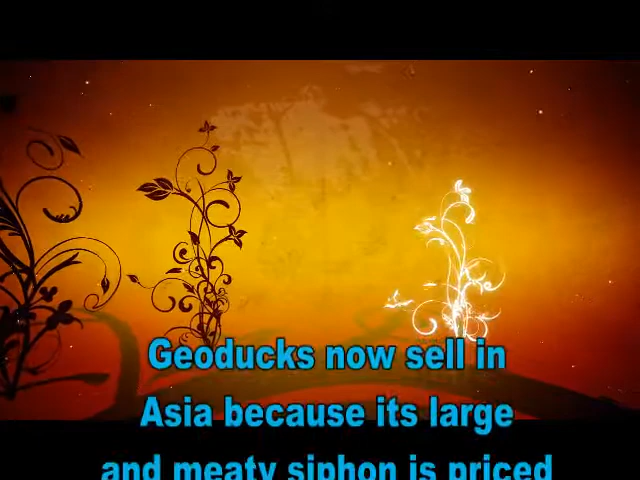 Geoducks now sell in
Asia because its large
and meaty siphon is priced